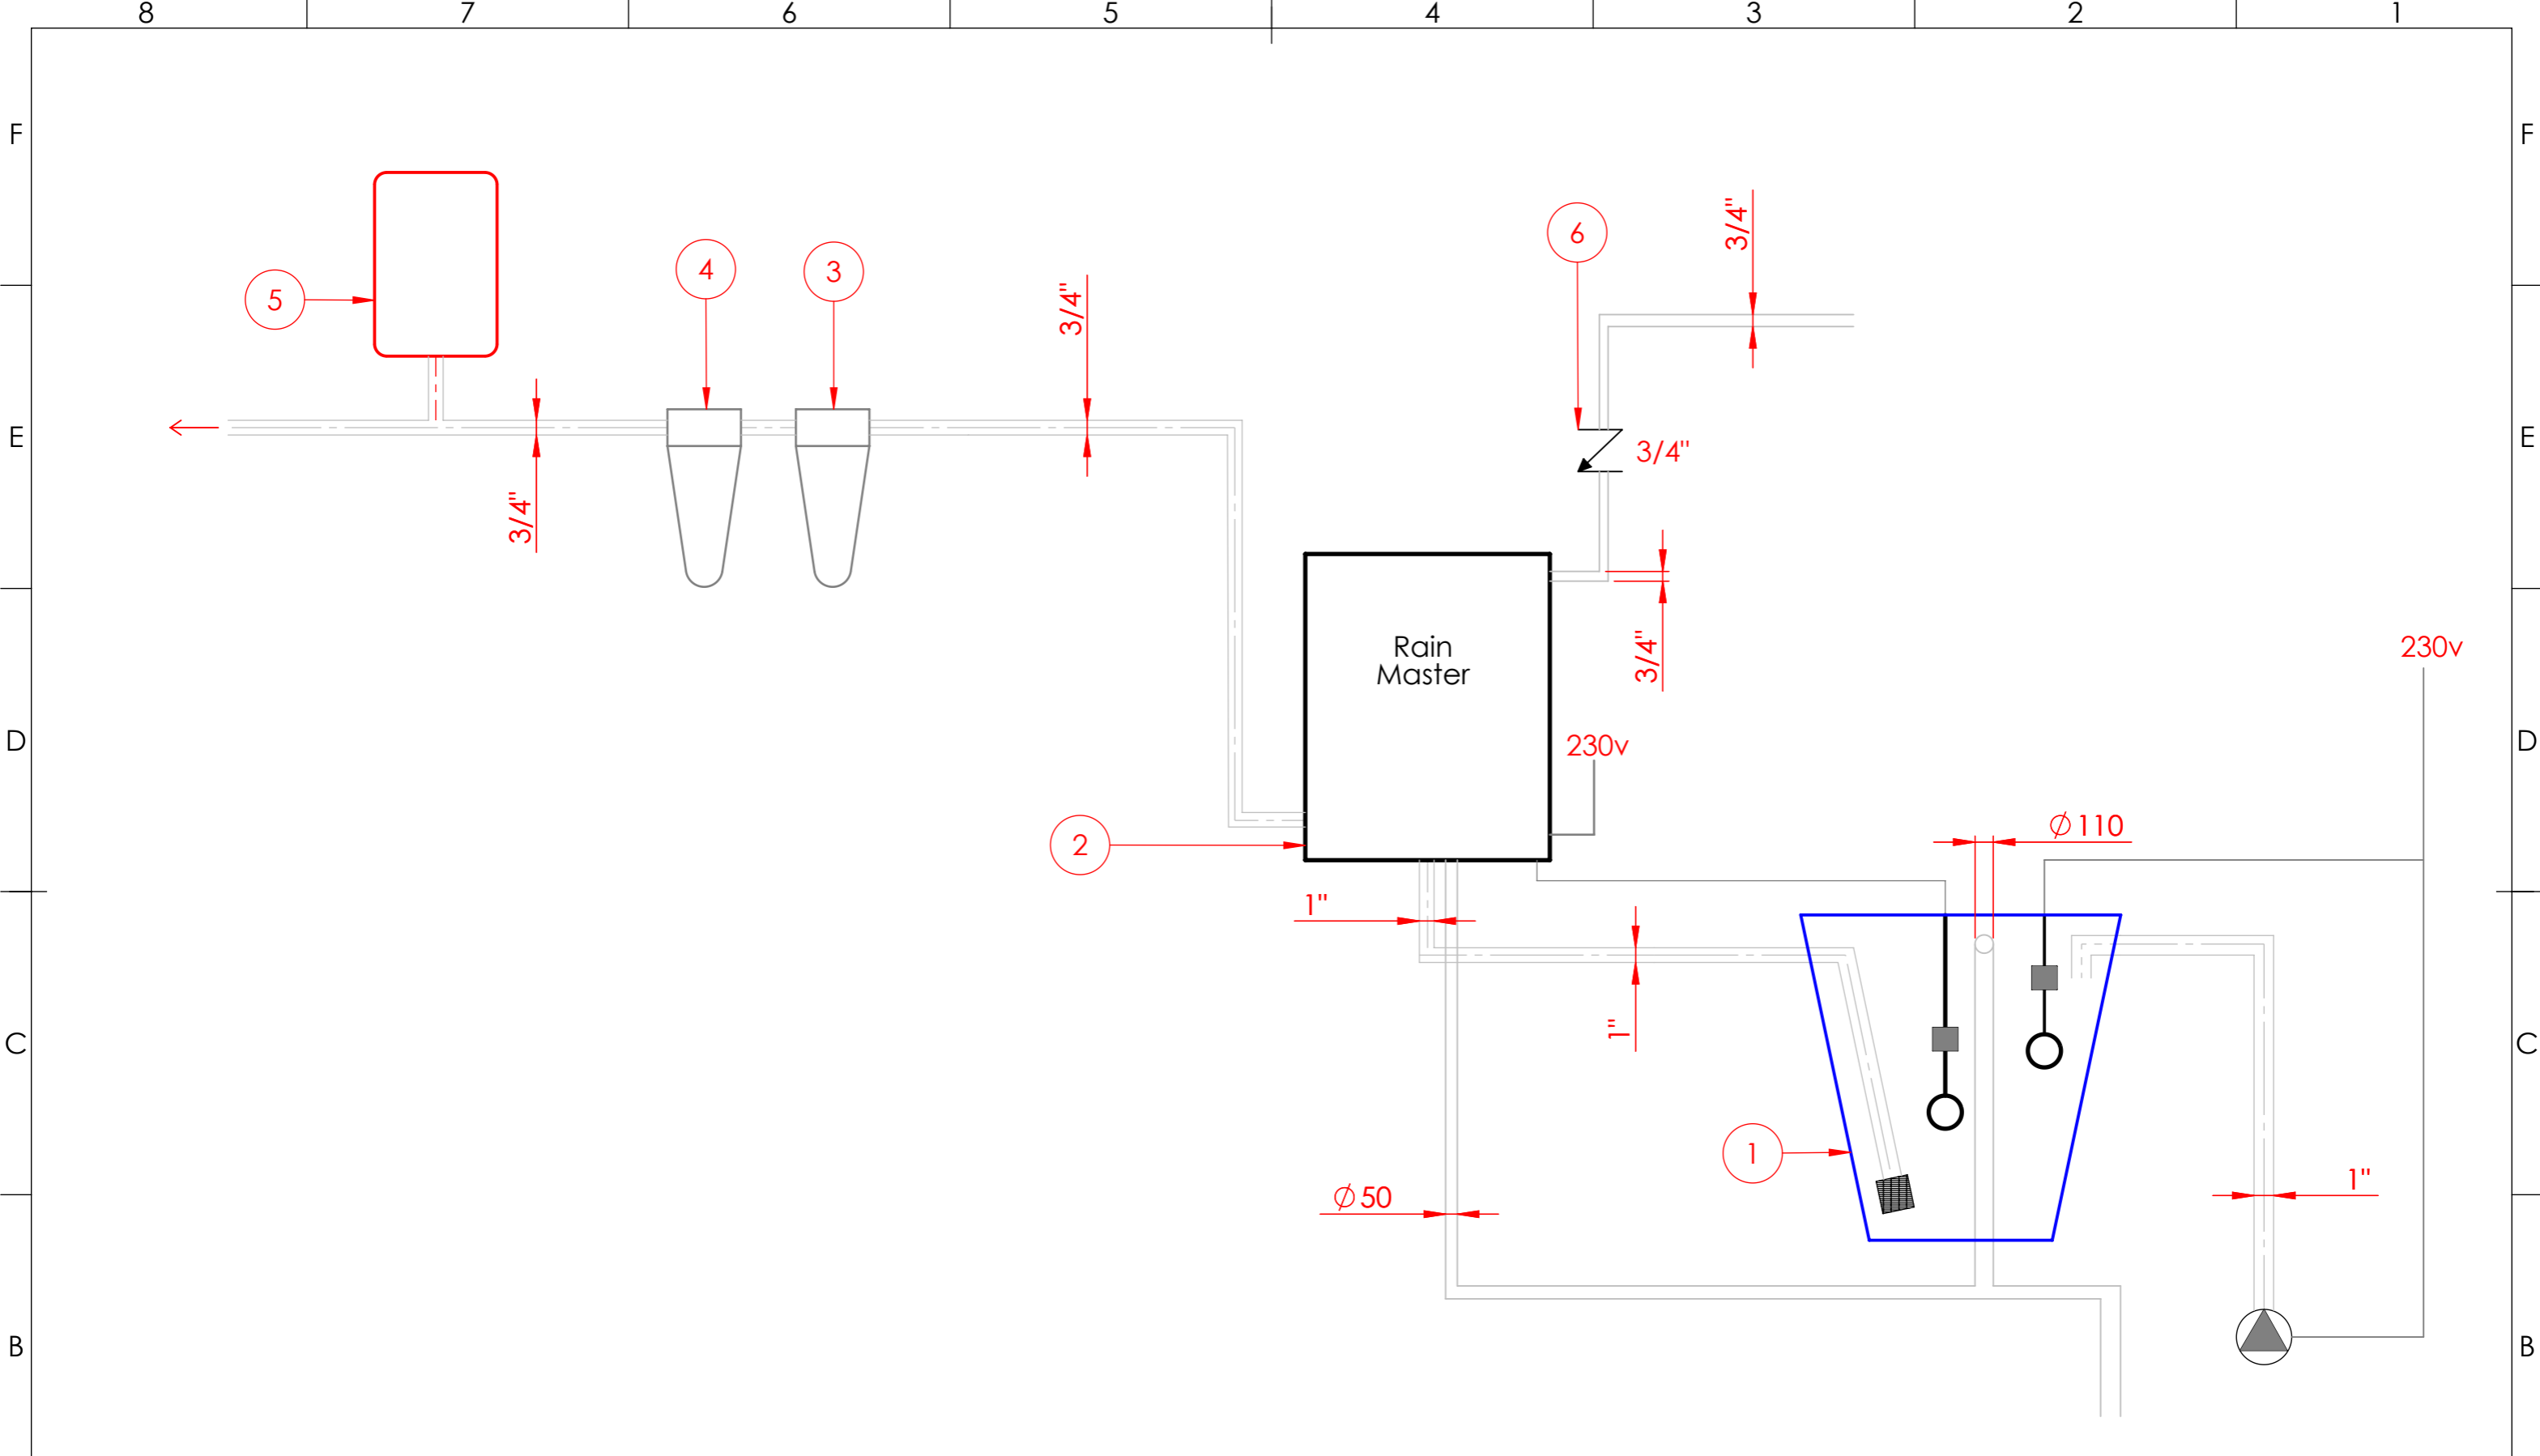 8 7 6 5 4 3 2 1
F F
3/4"
6
4
3
5
3/4"
E 3/4" E
3/4"
Rain
Master
3/4"
230v
D 230v D
Ø110
2
1"
1"
C C
1
1"
Ø50
B B